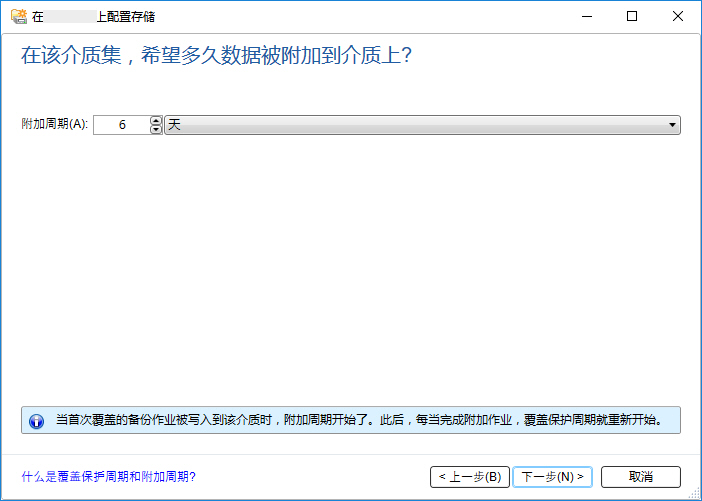 在 上配置存储
在该介质集，希望多久数据被附加到介质上?
附加周期(A): 6 天
当首次覆盖的备份作业被写入到该介质时，附加周期开始了。此后，每当完成附加作业，覆盖保护周期就重新开始。
什么是覆盖保护周期和附加周期?
< 上一步(B) 下一步(N) > 取消